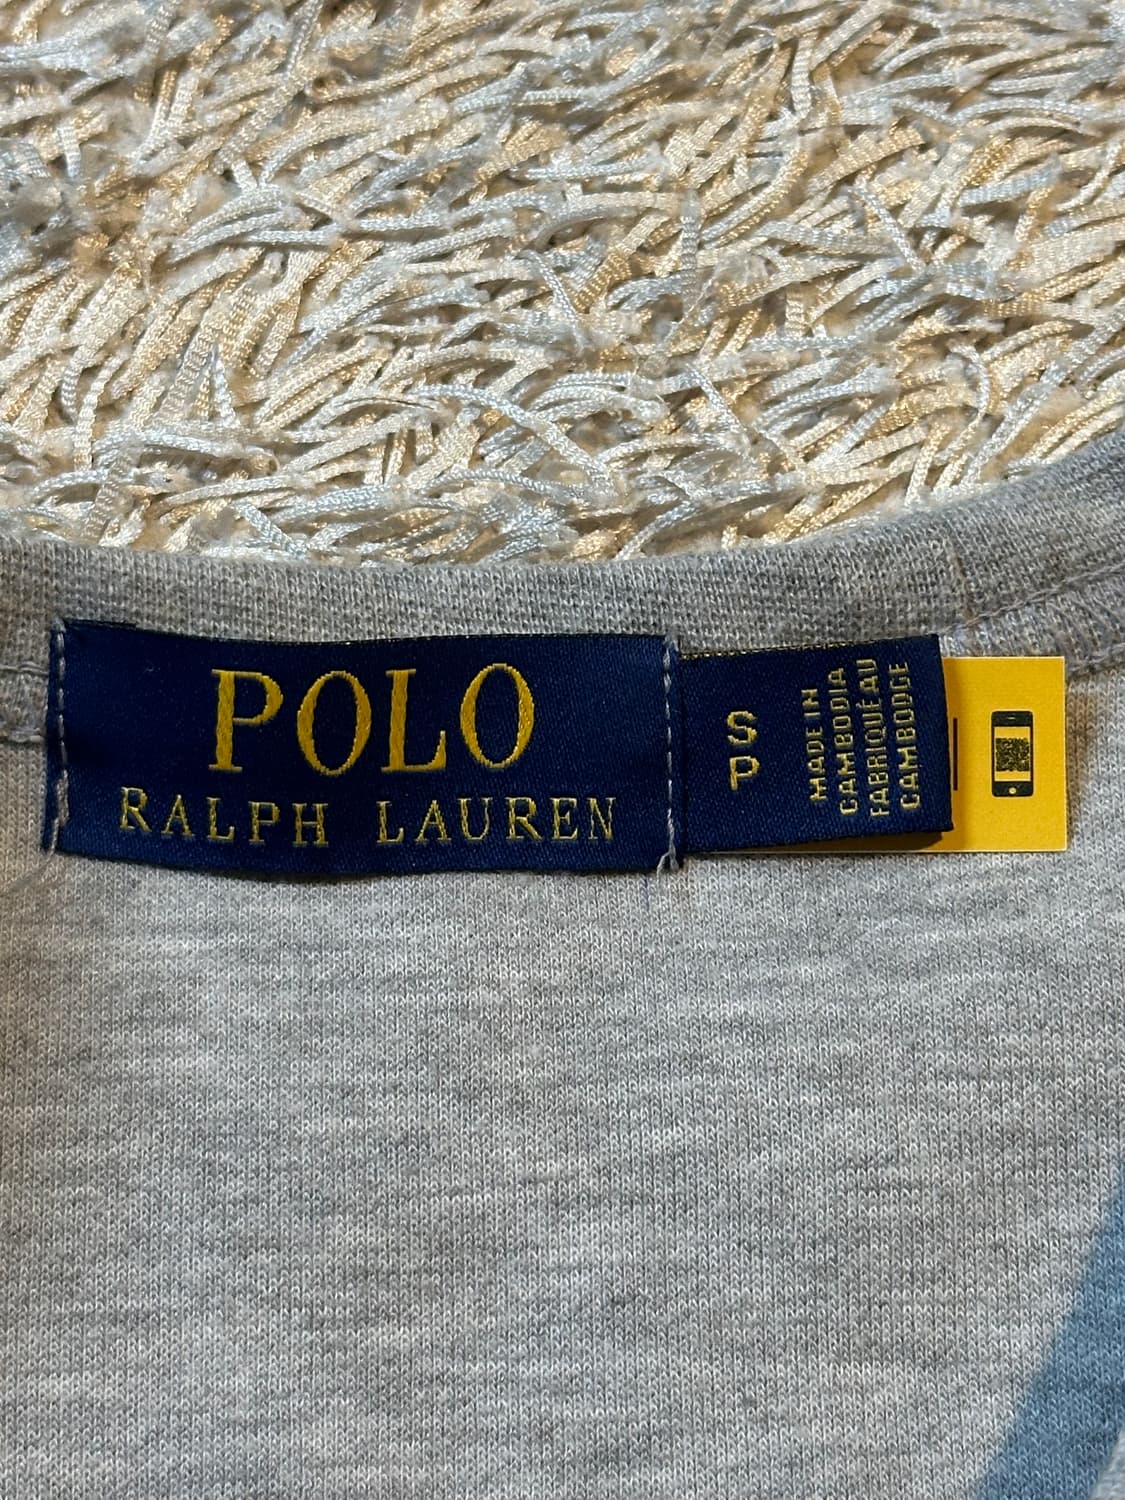 POLO
RALPH LAUREN
S
P
MADE IN
CAMBODIA
FABRIQUÉ AU
CAMBODGE